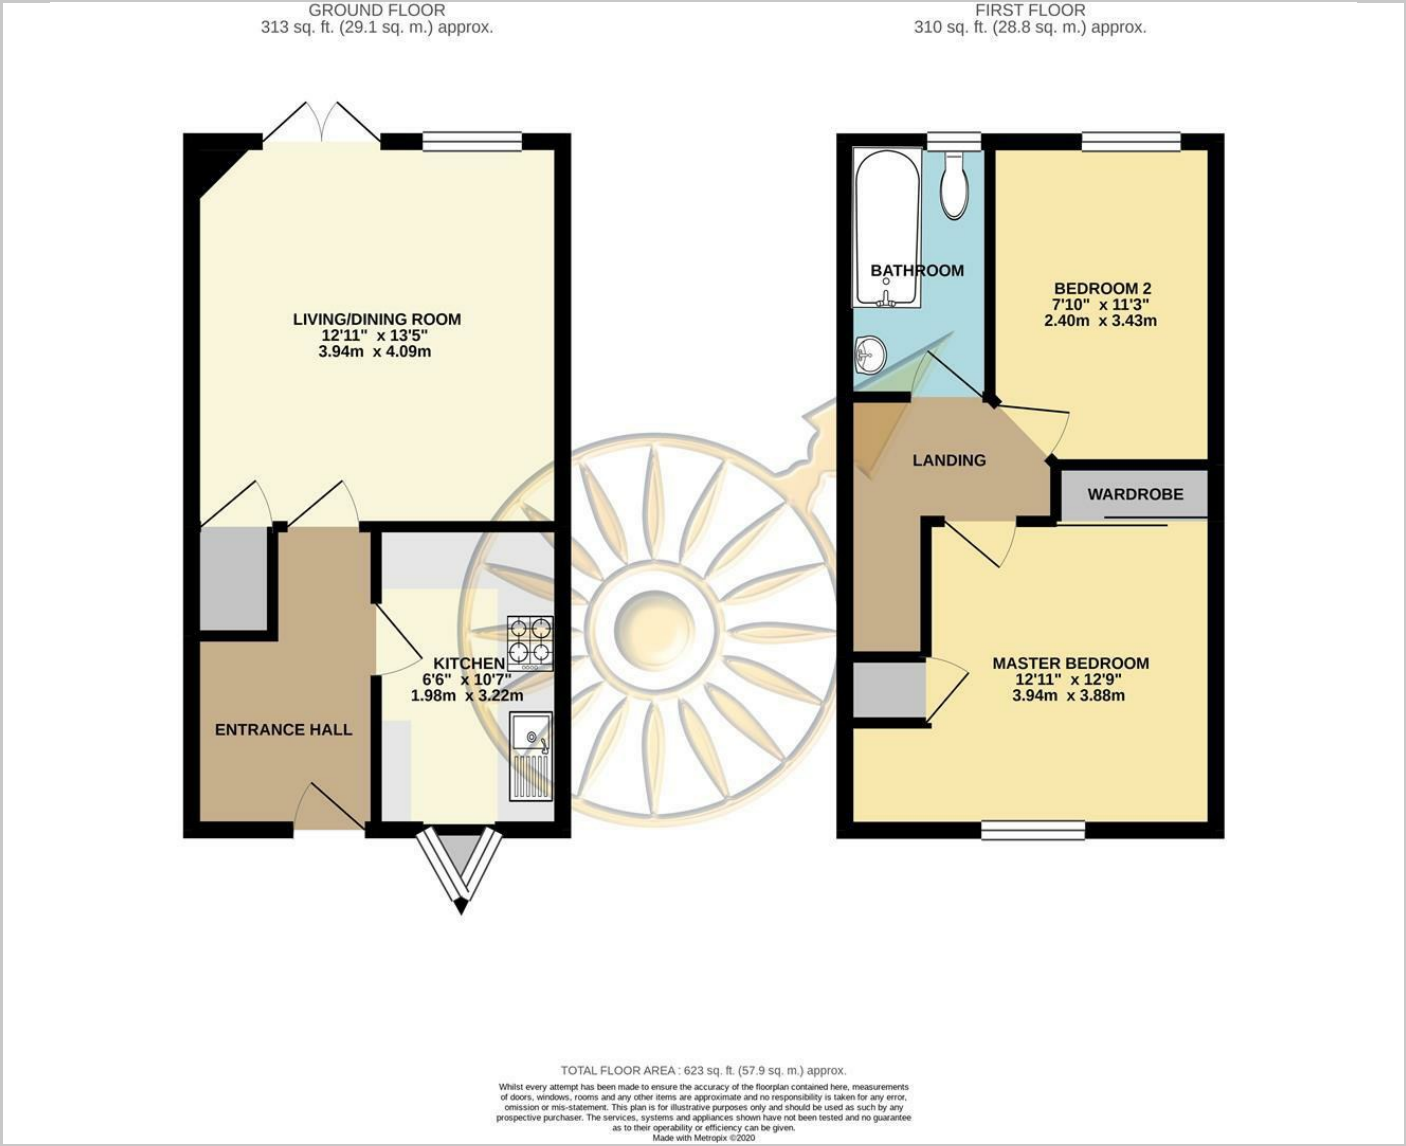 GROUND FLOOR
313 sq. ft. (29.1 sq. m.) approx.
FIRST FLOOR
310 sq. ft. (28.8 sq. m.) approx.
LIVING/DINING ROOM
12'11" x 13'5"
3.94m x 4.09m
KITCHEN
6'6" x 10'7"
1.98m x 3.22m
ENTRANCE HALL
BATHROOM
BEDROOM 2
7'10" x 11'3"
2.40m x 3.43m
LANDING
WARDROBE
MASTER BEDROOM
12'11" x 12'9"
3.94m x 3.88m
TOTAL FLOOR AREA : 623 sq. ft. (57.9 sq. m.) approx.
Whilst every attempt has been made to ensure the accuracy of the floorplan contained here, measurements
of doors, windows, rooms and any other items are approximate and no responsibility is taken for any error,
omission or mis-statement. This plan is for illustrative purposes only and should be used as such by any
prospective purchaser. The services, systems and appliances shown have not been tested and no guarantee
as to their operability or efficiency can be given.
Made with Metropix ©2020